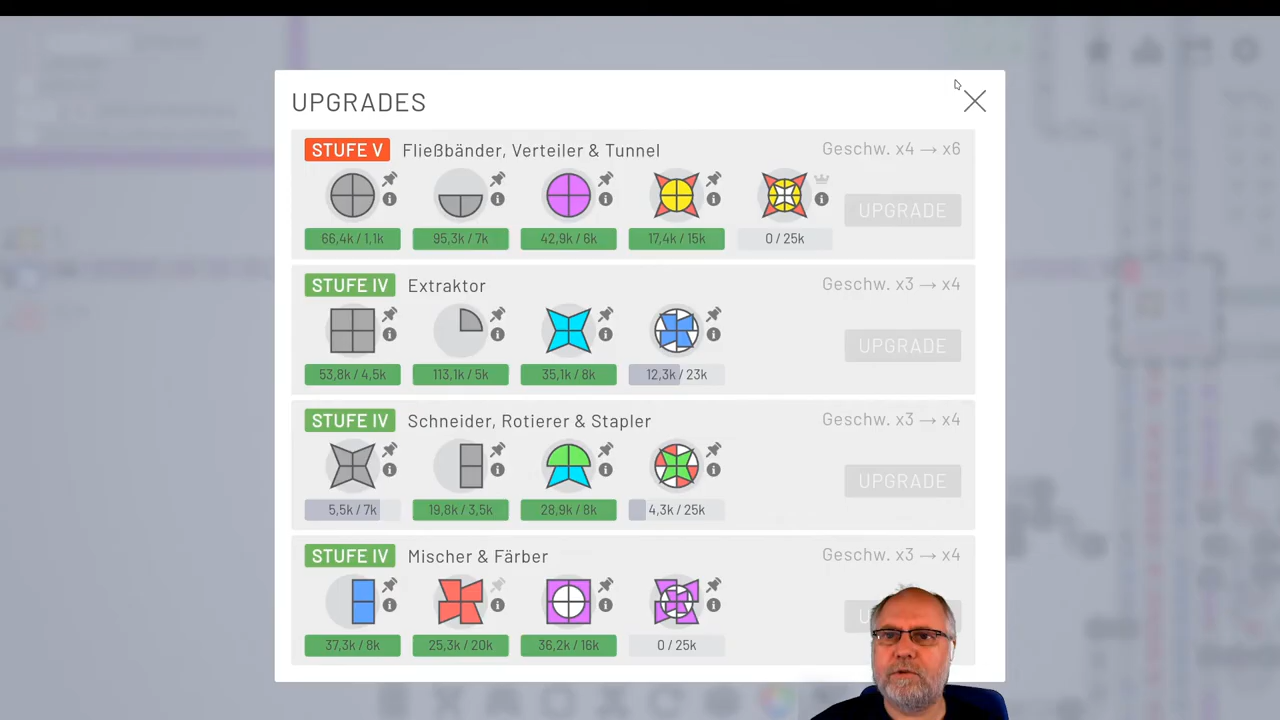 UPGRADES
STUFE V Fließbänder, Verteiler & Tunnel Geschw. x4 → x6
UPGRADE
66,4k / 1,1k 95,3k / 7k 42,9k / 6k 17,4k / 15k 0 / 25k
STUFE IV Extraktor Geschw. x3 → x4
UPGRADE
53,8k / 4,5k 113,1k / 5k 35,1k / 8k 12,3k / 23k
STUFE IV Schneider, Rotierer & Stapler Geschw. x3 → x4
UPGRADE
5,5k / 7k 19,8k / 3,5k 28,9k / 8k 4,3k / 25k
STUFE IV Mischer & Färber Geschw. x3 → x4
37,3k / 8k 25,3k / 20k 36,2k / 16k 0 / 25k